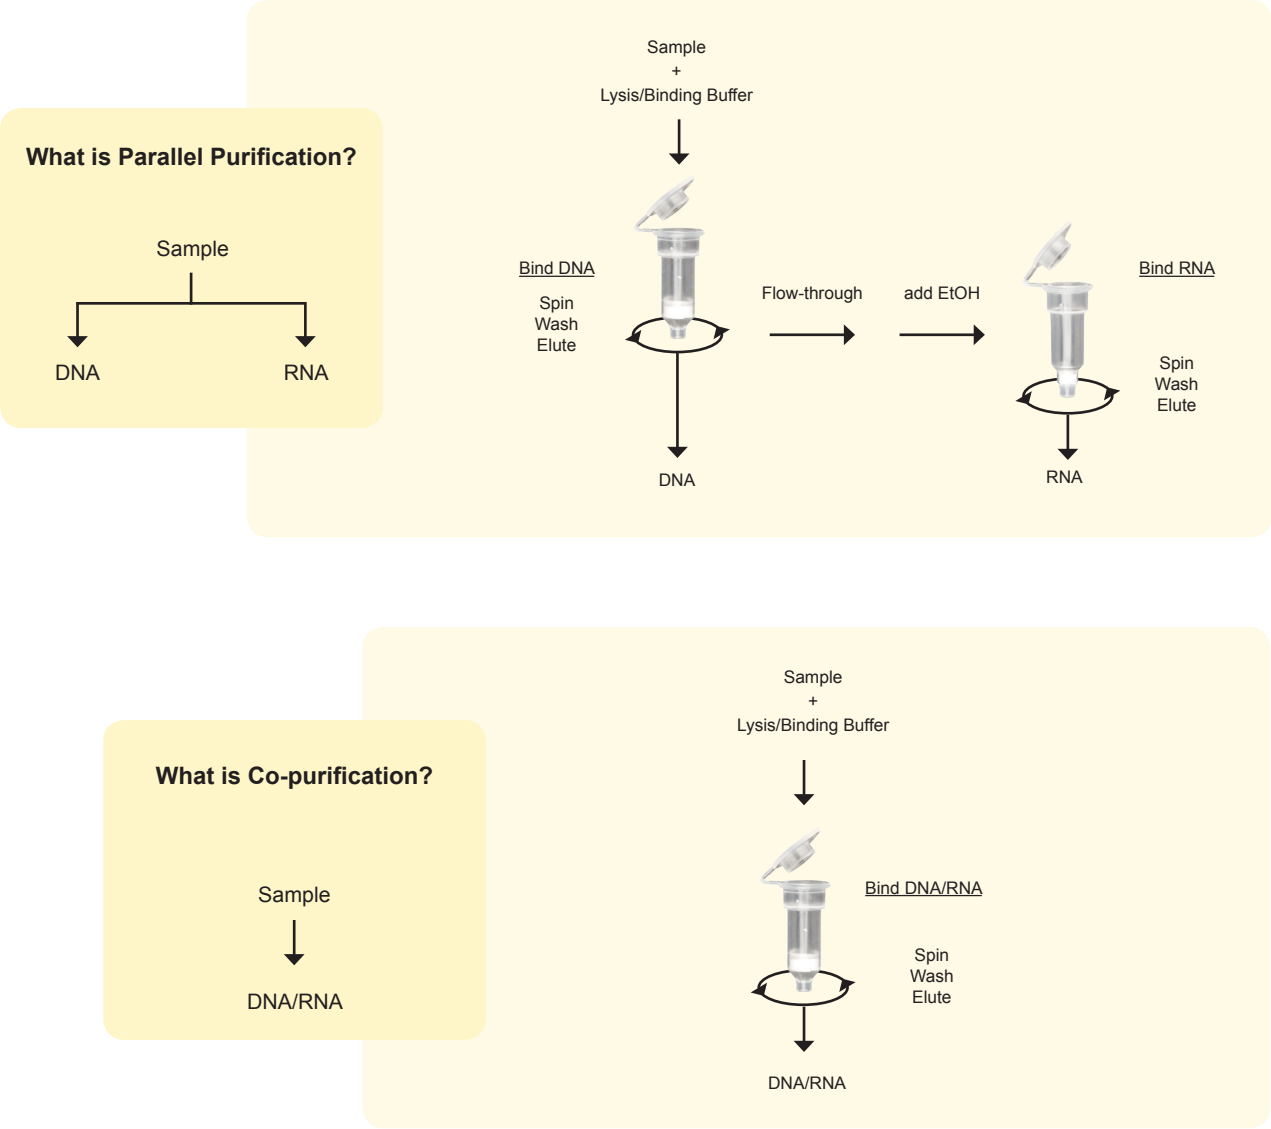 What is Parallel Purification?
Sample
DNA
RNA
Sample
+
Lysis/Binding Buffer
Bind DNA
Spin
Wash
Elute
Flow-through
add EtOH
Bind RNA
Spin
Wash
Elute
DNA
RNA
What is Co-purification?
Sample
DNA/RNA
Sample
+
Lysis/Binding Buffer
Bind DNA/RNA
Spin
Wash
Elute
DNA/RNA